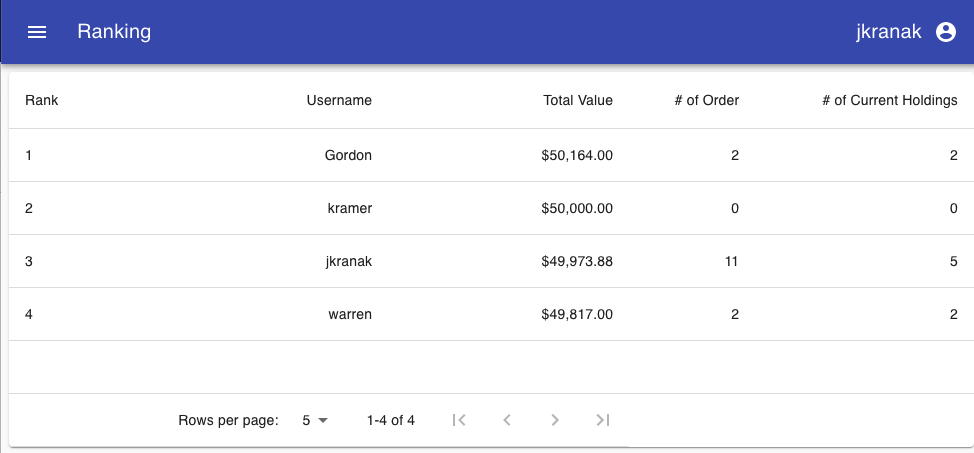 Ranking jkranak
Rank Username Total Value # of Order # of Current Holdings
1 Gordon $50,164.00 2 2
2 kramer $50,000.00 0 0
3 jkranak $49,973.88 11 5
4 warren $49,817.00 2 2
Rows per page: 5 1-4 of 4